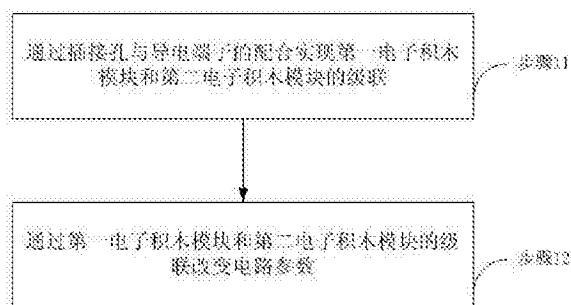 通过插接孔与导电端子的配合实现第一电子积木
模块和第二电子积木模块的级联
步骤11
通过第一电子积木模块和第二电子积木模块的级
联改变电路参数
步骤12